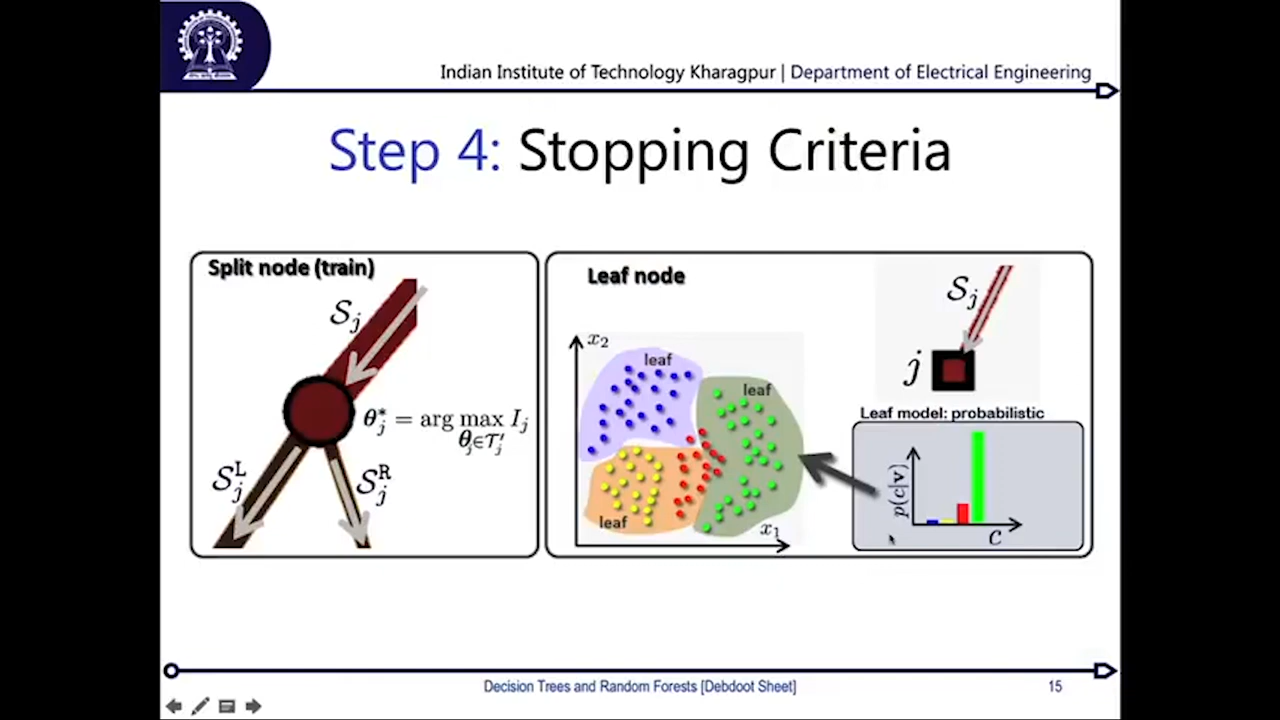 Indian Institute of Technology Kharagpur | Department of Electrical Engineering
Step 4: Stopping Criteria
Split node (train)
S_j
θ*_j = arg max I_j
θ_j∈T′_j
S_j^L
S_j^R
Leaf node
x_2
leaf
leaf
leaf
x_1
S_j
j
Leaf model: probabilistic
p(c|v)
c
Decision Trees and Random Forests [Debdoot Sheet]
15